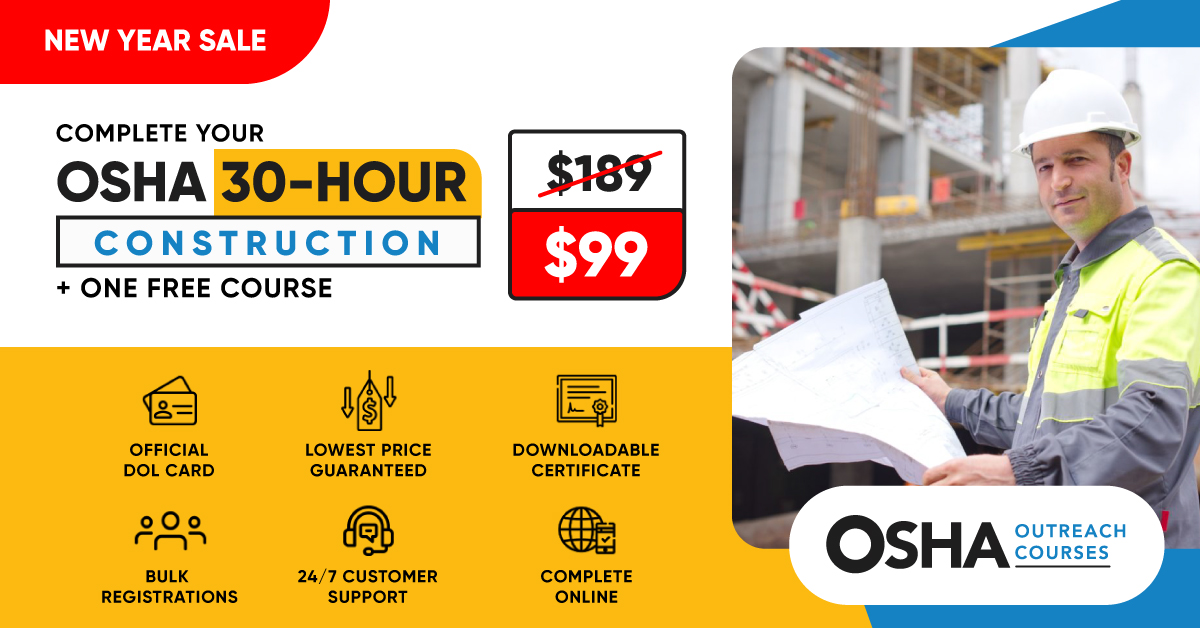 NEW YEAR SALE
COMPLETE YOUR
OSHA 30-HOUR
CONSTRUCTION
+ ONE FREE COURSE
$189
$99
OFFICIAL
DOL CARD
LOWEST PRICE
GUARANTEED
DOWNLOADABLE
CERTIFICATE
BULK
REGISTRATIONS
24/7 CUSTOMER
SUPPORT
COMPLETE
ONLINE
OSHA OUTREACH
COURSES